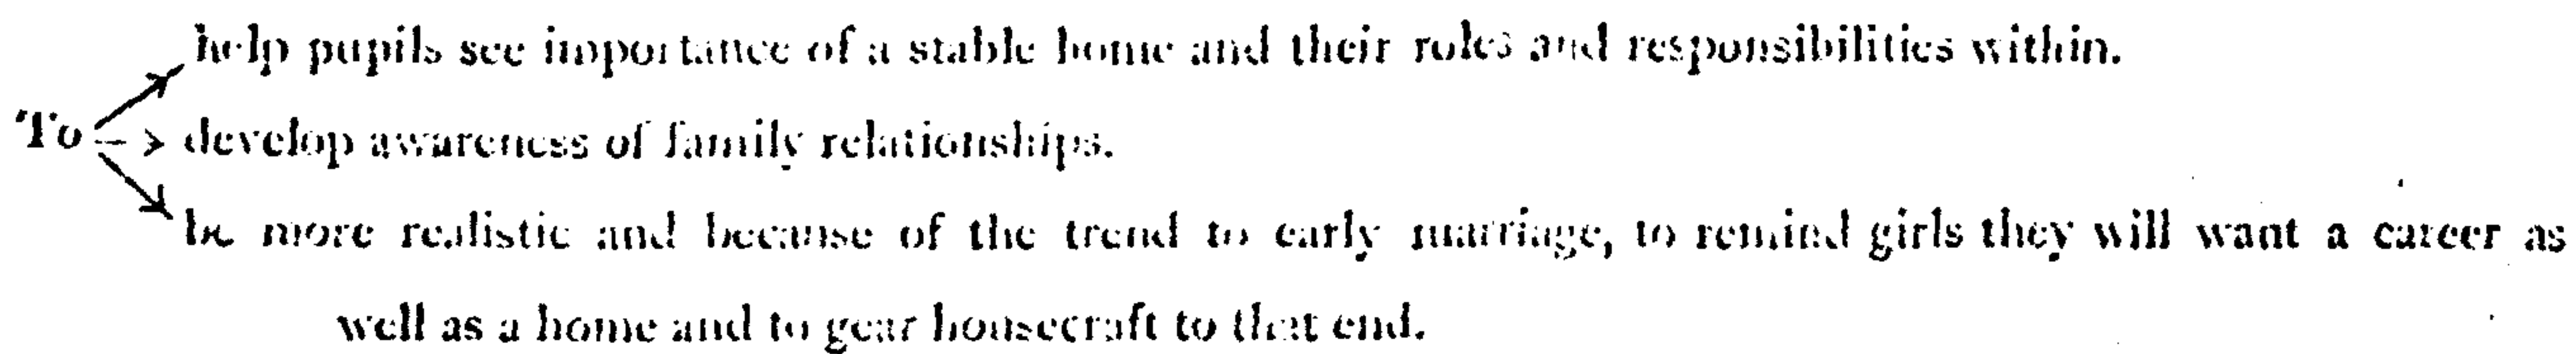 help pupils see importance of a stable home and their roles and responsibilities within.
To
develop awareness of family relationships.
be more realistic and because of the trend to early marriage, to remind girls they will want a career as
well as a home and to gear housecraft to that end.